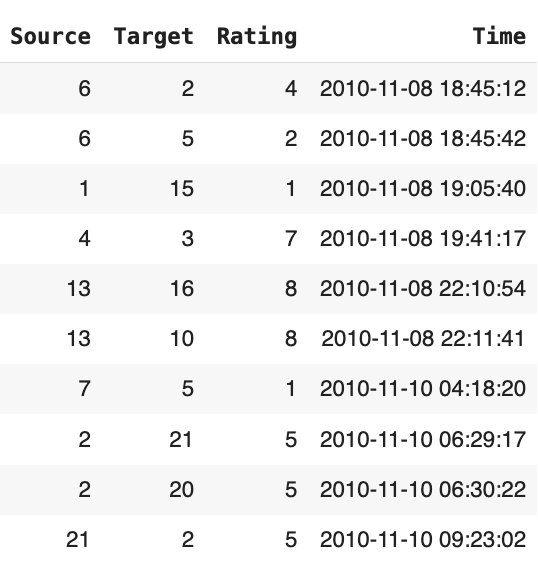 Source Target Rating Time
6 2 4 2010-11-08 18:45:12
6 5 2 2010-11-08 18:45:42
1 15 1 2010-11-08 19:05:40
4 3 7 2010-11-08 19:41:17
13 16 8 2010-11-08 22:10:54
13 10 8 2010-11-08 22:11:41
7 5 1 2010-11-10 04:18:20
2 21 5 2010-11-10 06:29:17
2 20 5 2010-11-10 06:30:22
21 2 5 2010-11-10 09:23:02